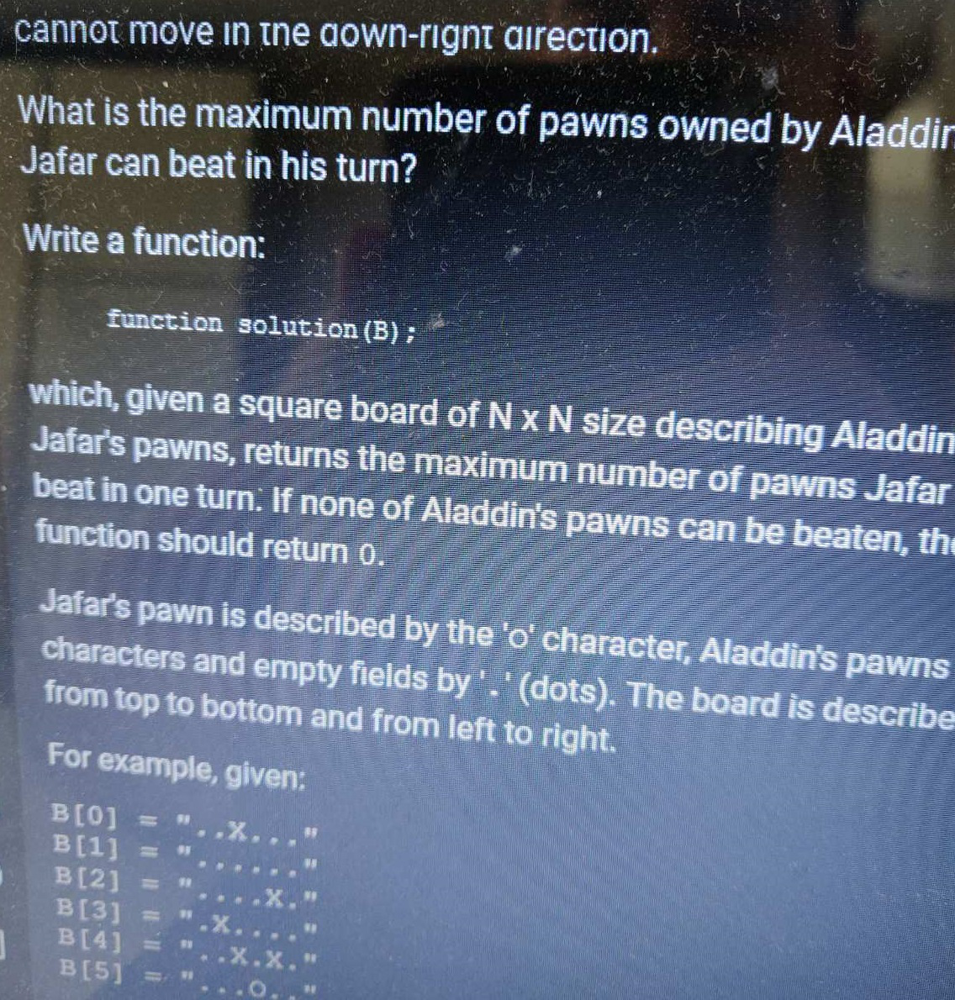 cannot move in the down-right direction.
What is the maximum number of pawns owned by
Jafar can beat in his turn?
Write a function:
function solution(B);
which, given a square board of N x N size describing
Jafar's pawns, returns the maximum number of pawns Jafar
beat in one turn. If none of Aladdin's pawns can be beaten,
function should return 0.
Jafar's pawn is described by the 'o' character, Aladdin's pawns
characters and empty fields by '.' (dots). The board is
from top to bottom and from left to right.
For example, given:
B[0] = "..X..."
B[1] = "......"
B[2] = "....X."
B[3] = ".X...."
B[4] = "..X.X."
B[5] = "...O.."